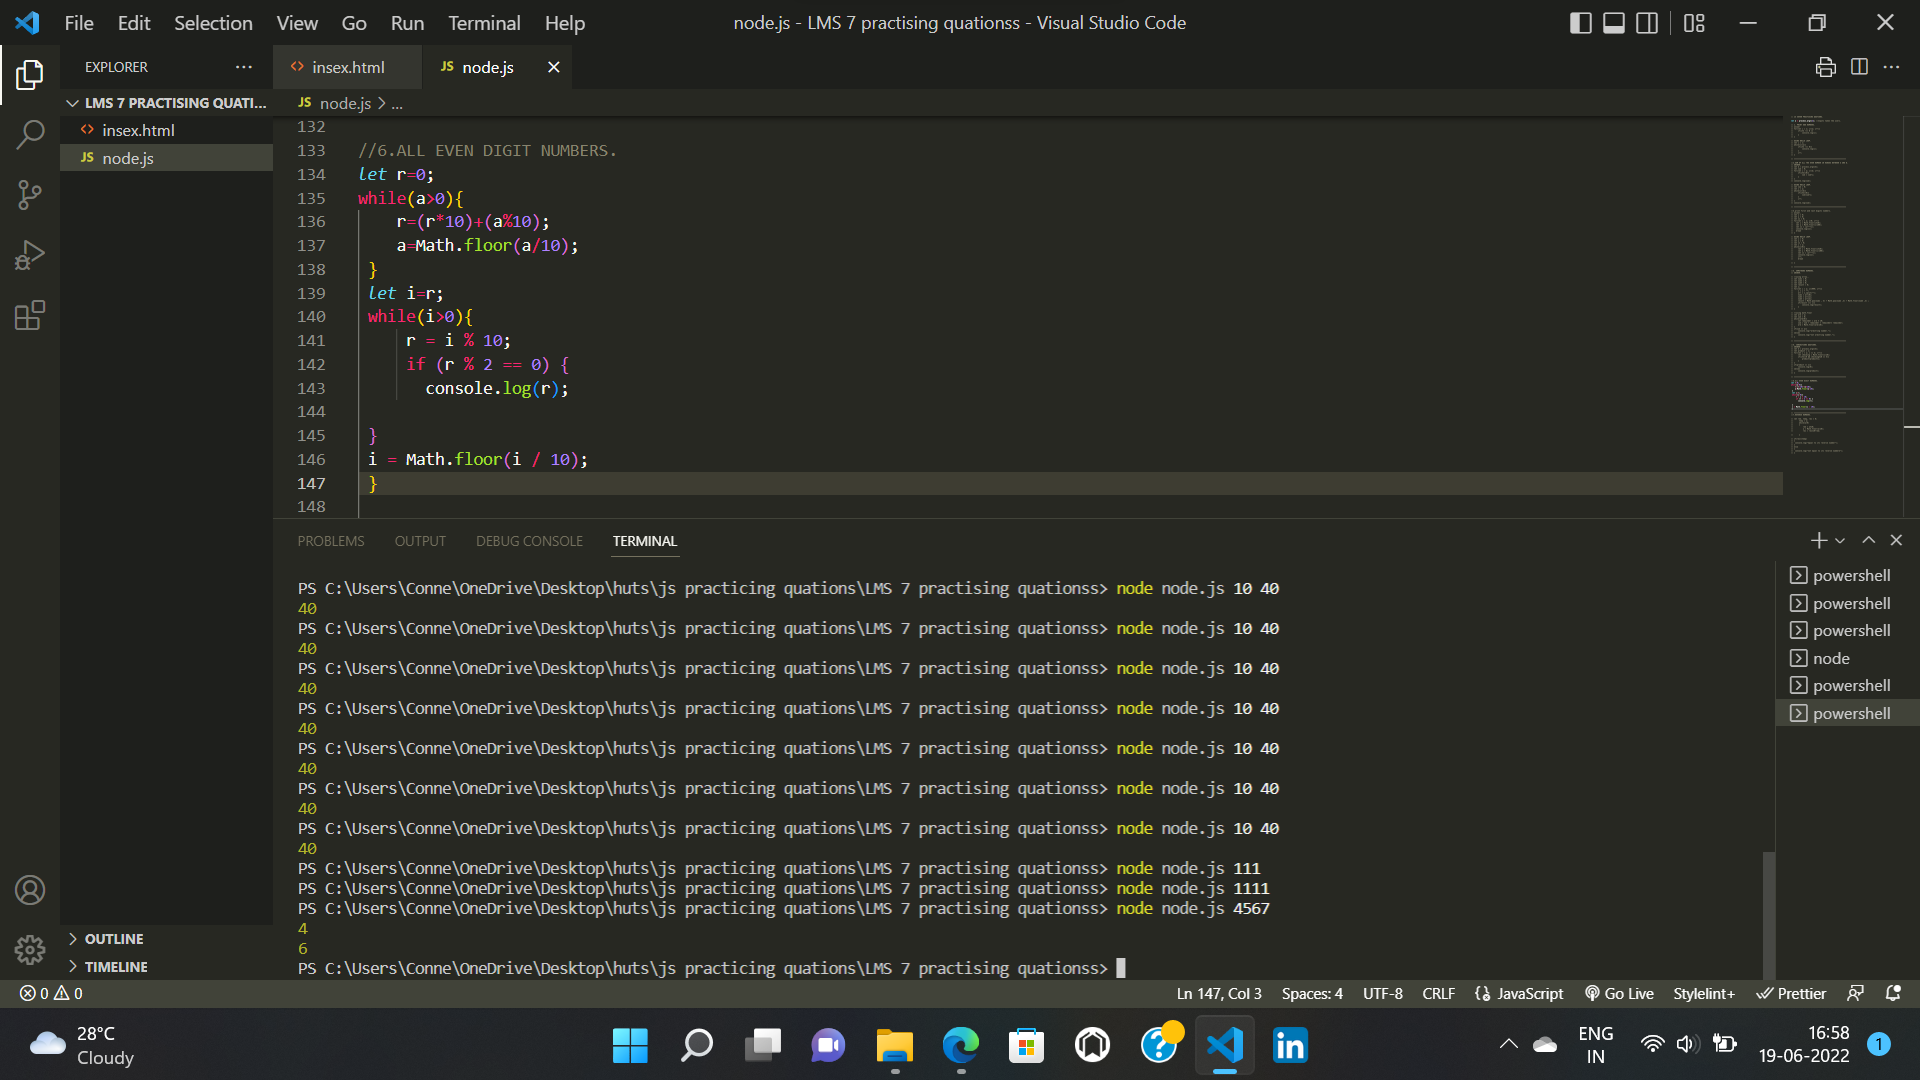 File Edit Selection View Go Run Terminal Help
node.js - LMS 7 practising quationss - Visual Studio Code
EXPLORER
insex.html
JS node.js
LMS 7 PRACTISING QUATI...
insex.html
JS node.js
JS node.js > ...
132
133 //6.ALL EVEN DIGIT NUMBERS.
134 let r=0;
135 while(a>0){
136 r=(r*10)+(a%10);
137 a=Math.floor(a/10);
138 }
139 let i=r;
140 while(i>0){
141 r = i % 10;
142 if (r % 2 == 0) {
143 console.log(r);
144
145 }
146 i = Math.floor(i / 10);
147 }
148
PROBLEMS OUTPUT DEBUG CONSOLE TERMINAL
PS C:\Users\Conne\OneDrive\Desktop\huts\js practicing quations\LMS 7 practising quationss> node node.js 10 40
40
PS C:\Users\Conne\OneDrive\Desktop\huts\js practicing quations\LMS 7 practising quationss> node node.js 10 40
40
PS C:\Users\Conne\OneDrive\Desktop\huts\js practicing quations\LMS 7 practising quationss> node node.js 10 40
40
PS C:\Users\Conne\OneDrive\Desktop\huts\js practicing quations\LMS 7 practising quationss> node node.js 10 40
40
PS C:\Users\Conne\OneDrive\Desktop\huts\js practicing quations\LMS 7 practising quationss> node node.js 10 40
40
PS C:\Users\Conne\OneDrive\Desktop\huts\js practicing quations\LMS 7 practising quationss> node node.js 10 40
40
PS C:\Users\Conne\OneDrive\Desktop\huts\js practicing quations\LMS 7 practising quationss> node node.js 10 40
40
PS C:\Users\Conne\OneDrive\Desktop\huts\js practicing quations\LMS 7 practising quationss> node node.js 111
PS C:\Users\Conne\OneDrive\Desktop\huts\js practicing quations\LMS 7 practising quationss> node node.js 1111
PS C:\Users\Conne\OneDrive\Desktop\huts\js practicing quations\LMS 7 practising quationss> node node.js 4567
4
6
PS C:\Users\Conne\OneDrive\Desktop\huts\js practicing quations\LMS 7 practising quationss>
powershell
powershell
powershell
node
powershell
powershell
OUTLINE
TIMELINE
0 0
Ln 147, Col 3 Spaces: 4 UTF-8 CRLF JavaScript Go Live Stylelint+ Prettier
28°C
Cloudy
ENG
IN
16:58
19-06-2022
1